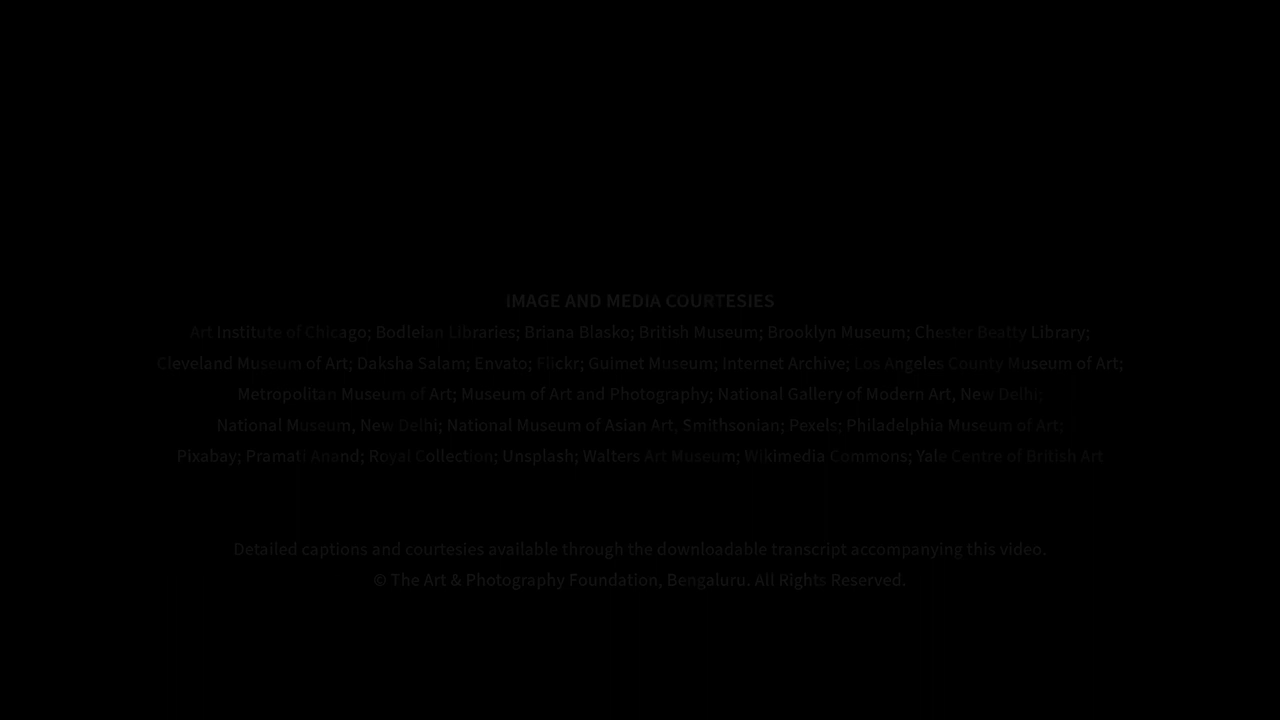 IMAGE AND MEDIA COURTESIES
Art Institute of Chicago; Bodleian Libraries; Briana Blasko; British Museum; Brooklyn Museum; Chester Beatty Library;
Cleveland Museum of Art; Daksha Salam; Envato; Flickr; Guimet Museum; Internet Archive; Los Angeles County Museum of Art;
Metropolitan Museum of Art; Museum of Art and Photography; National Gallery of Modern Art, New Delhi;
National Museum, New Delhi; National Museum of Asian Art, Smithsonian; Pexels; Philadelphia Museum of Art;
Pixabay; Pramati Anand; Royal Collection; Unsplash; Walters Art Museum; Wikimedia Commons; Yale Centre of British Art
Detailed captions and courtesies available through the downloadable transcript accompanying this video.
© The Art & Photography Foundation, Bengaluru. All Rights Reserved.